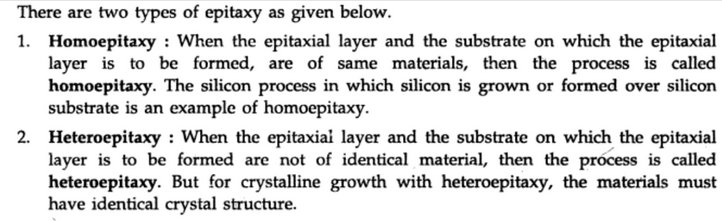 There are two types of epitaxy as given below.
1. Homoepitaxy : When the epitaxial layer and the substrate on which the epitaxial
layer is to be formed, are of same materials, then the process is called
homoepitaxy. The silicon process in which silicon is grown or formed over silicon
substrate is an example of homoepitaxy.
2. Heteroepitaxy : When the epitaxial layer and the substrate on which the epitaxial
layer is to be formed are not of identical material, then the process is called
heteroepitaxy. But for crystalline growth with heteroepitaxy, the materials must
have identical crystal structure.